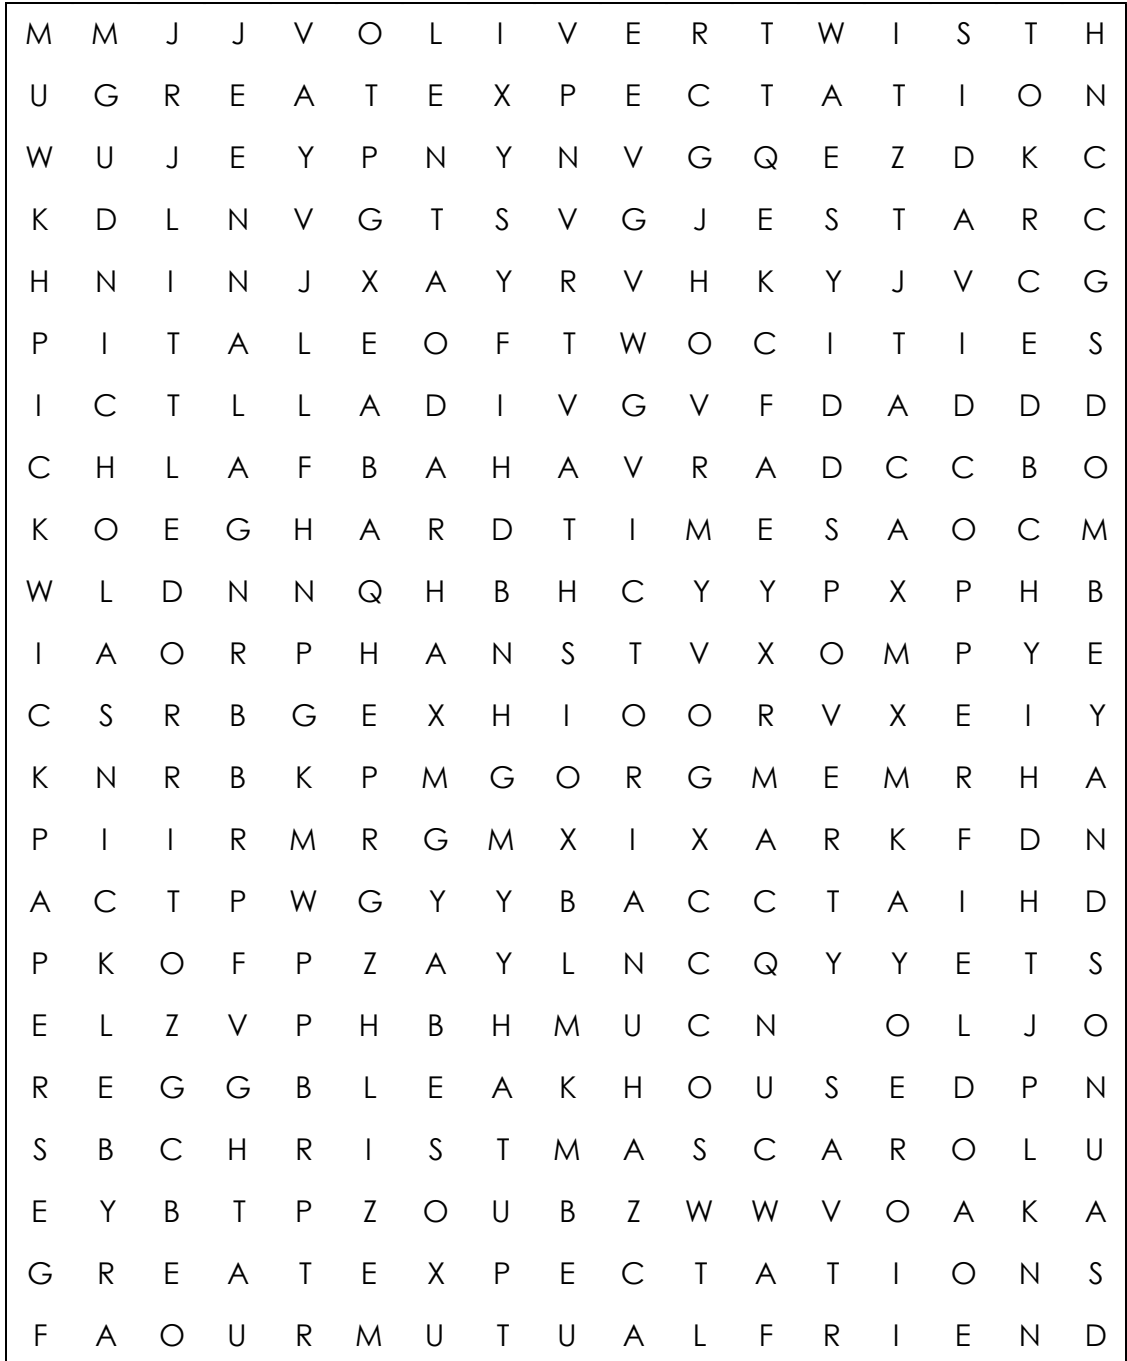 M M J J V O L I V E R T W I S T H
U G R E A T E X P E C T A T I O N
W U J E Y P N Y N V G Q E Z D K C
K D L N V G T S V G J E S T A R C
H N I N J X A Y R V H K Y J V C G
P I T A L E O F T W O C I T I E S
I C T L L A D I V G V F D A D D D
C H L A F B A H A V R A D C C B O
K O E G H A R D T I M E S A O C M
W L D N N Q H B H C Y Y P X P H B
I A O R P H A N S T V X O M P Y E
C S R B G E X H I O O R V X E I Y
K N R B K P M G O R G M E M R H A
P I I R M R G M X I X A R K F D N
A C T P W G Y Y B A C C T A I H D
P K O F P Z A Y L N C Q Y Y E T S
E L Z V P H B H M U C N O L J O
R E G G B L E A K H O U S E D P N
S B C H R I S T M A S C A R O L U
E Y B T P Z O U B Z W W V O A K A
G R E A T E X P E C T A T I O N S
F A O U R M U T U A L F R I E N D